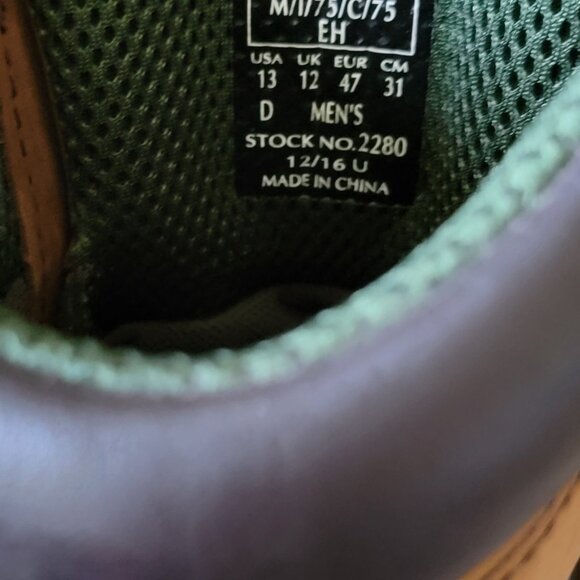 M/I/75/C/75
EH
USA UK EUR CM
13 12 47 31
D MEN'S
STOCK NO.2280
12/16 U
MADE IN CHINA